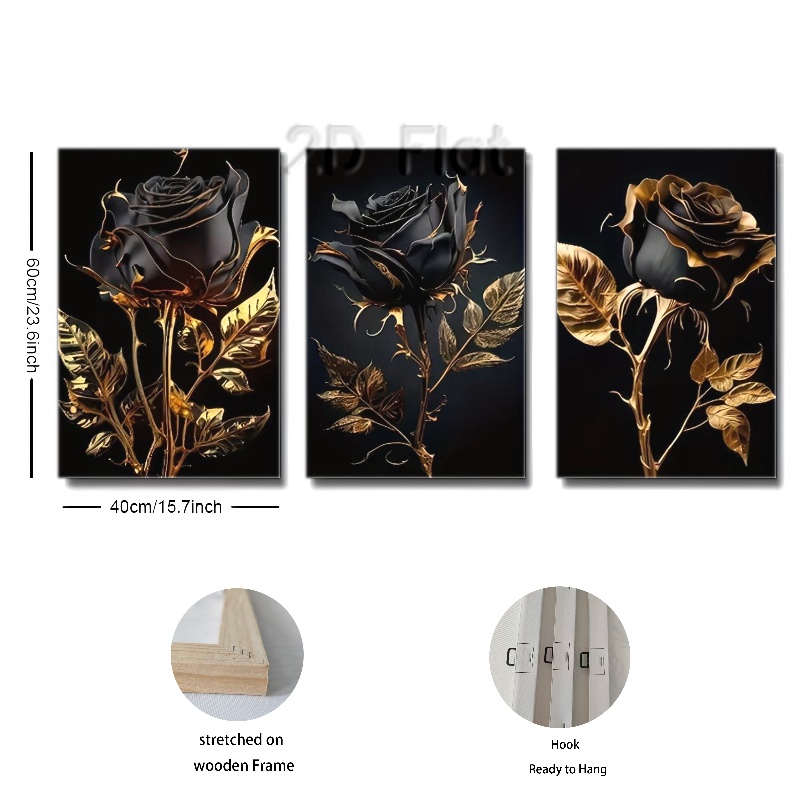 2D Flat
60cm/23.6inch
40cm/15.7inch
stretched on
wooden Frame
Hook
Ready to Hang